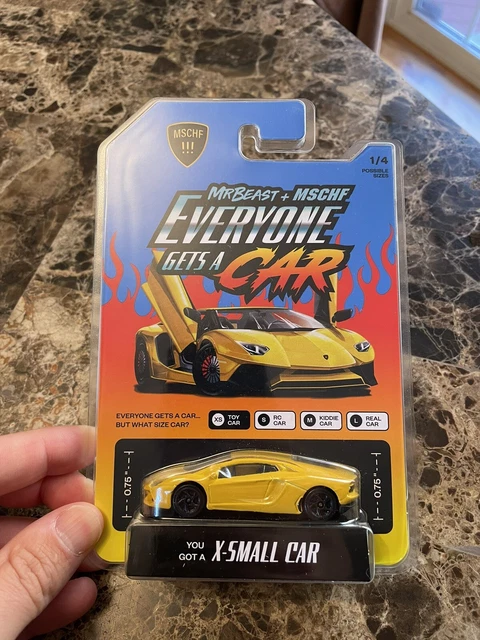 MSCHF
!!!
1/4
POSSIBLE
SIZES
MRBEAST + MSCHF
EVERYONE
GETS A CAR
EVERYONE GETS A CAR...
BUT WHAT SIZE CAR?
XS TOY CAR
S RC CAR
M KIDDIE CAR
L REAL CAR
0.75"
0.75"
YOU GOT A X-SMALL CAR